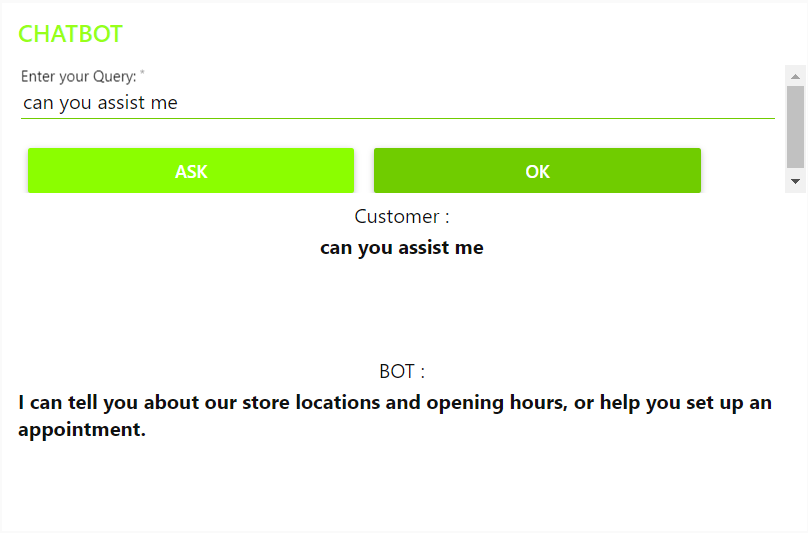 CHATBOT
Enter your Query: *
can you assist me
ASK OK
Customer :
can you assist me
BOT :
I can tell you about our store locations and opening hours, or help you set up an
appointment.